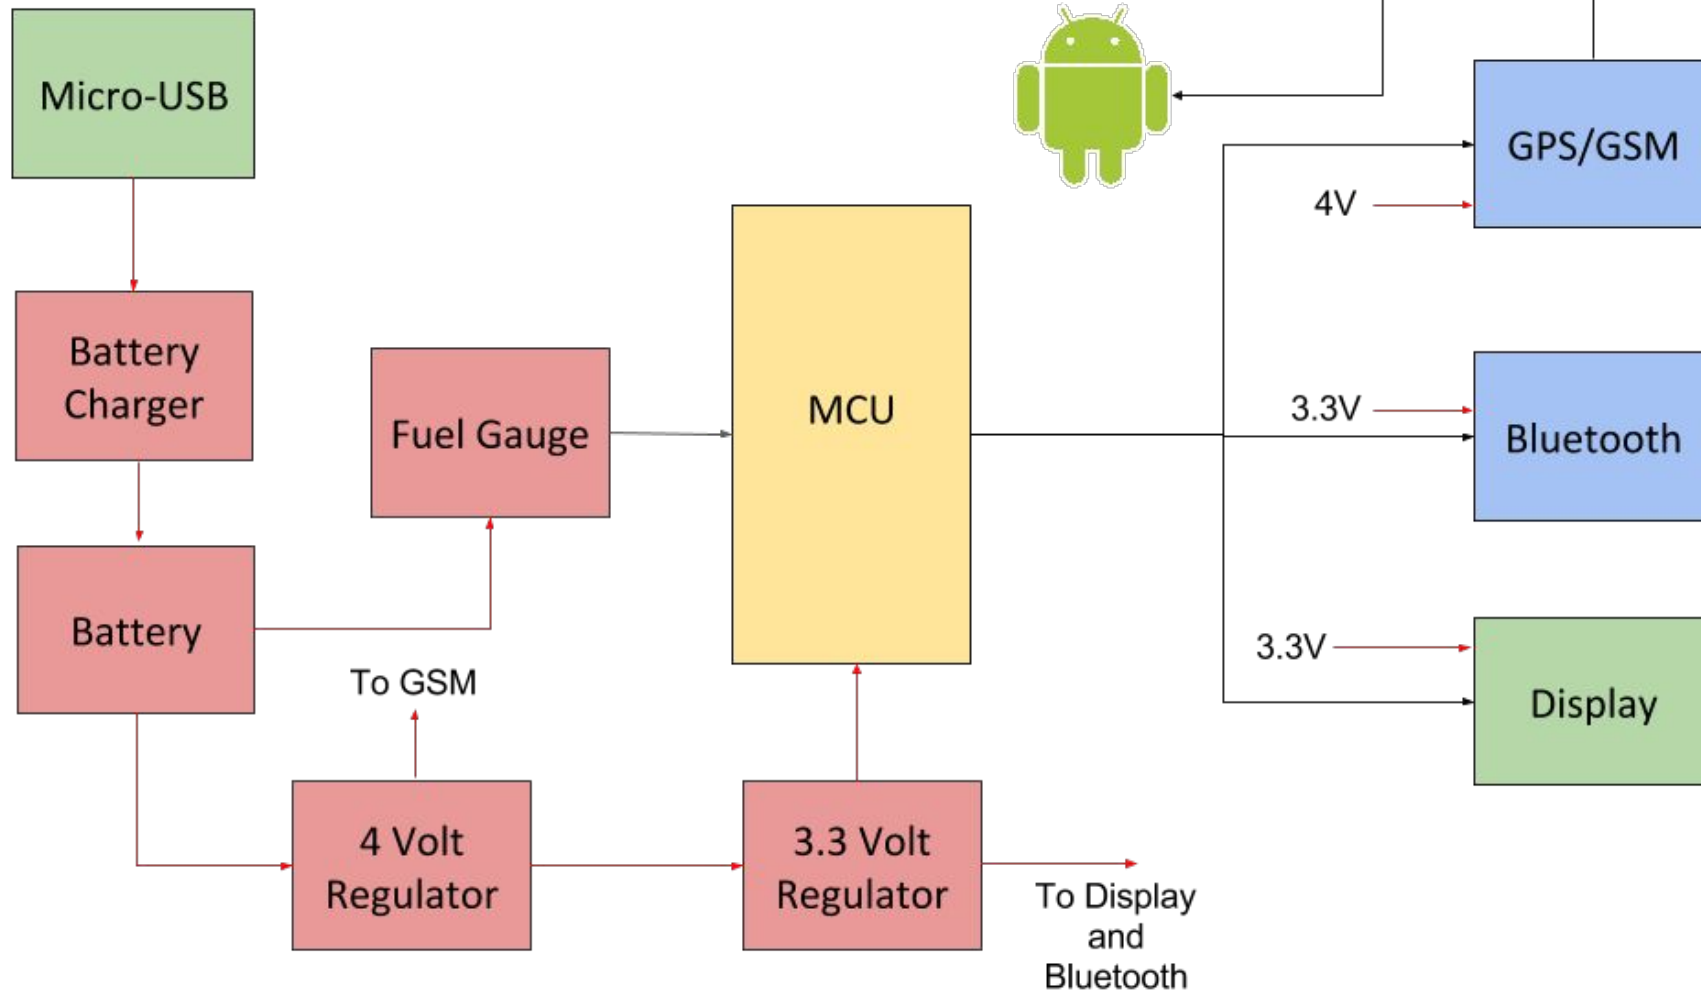 Micro-USB
GPS/GSM
4V
Battery
Charger
Fuel Gauge
MCU
3.3V
Bluetooth
Battery
To GSM
3.3V
Display
4 Volt
Regulator
3.3 Volt
Regulator
To Display
and
Bluetooth